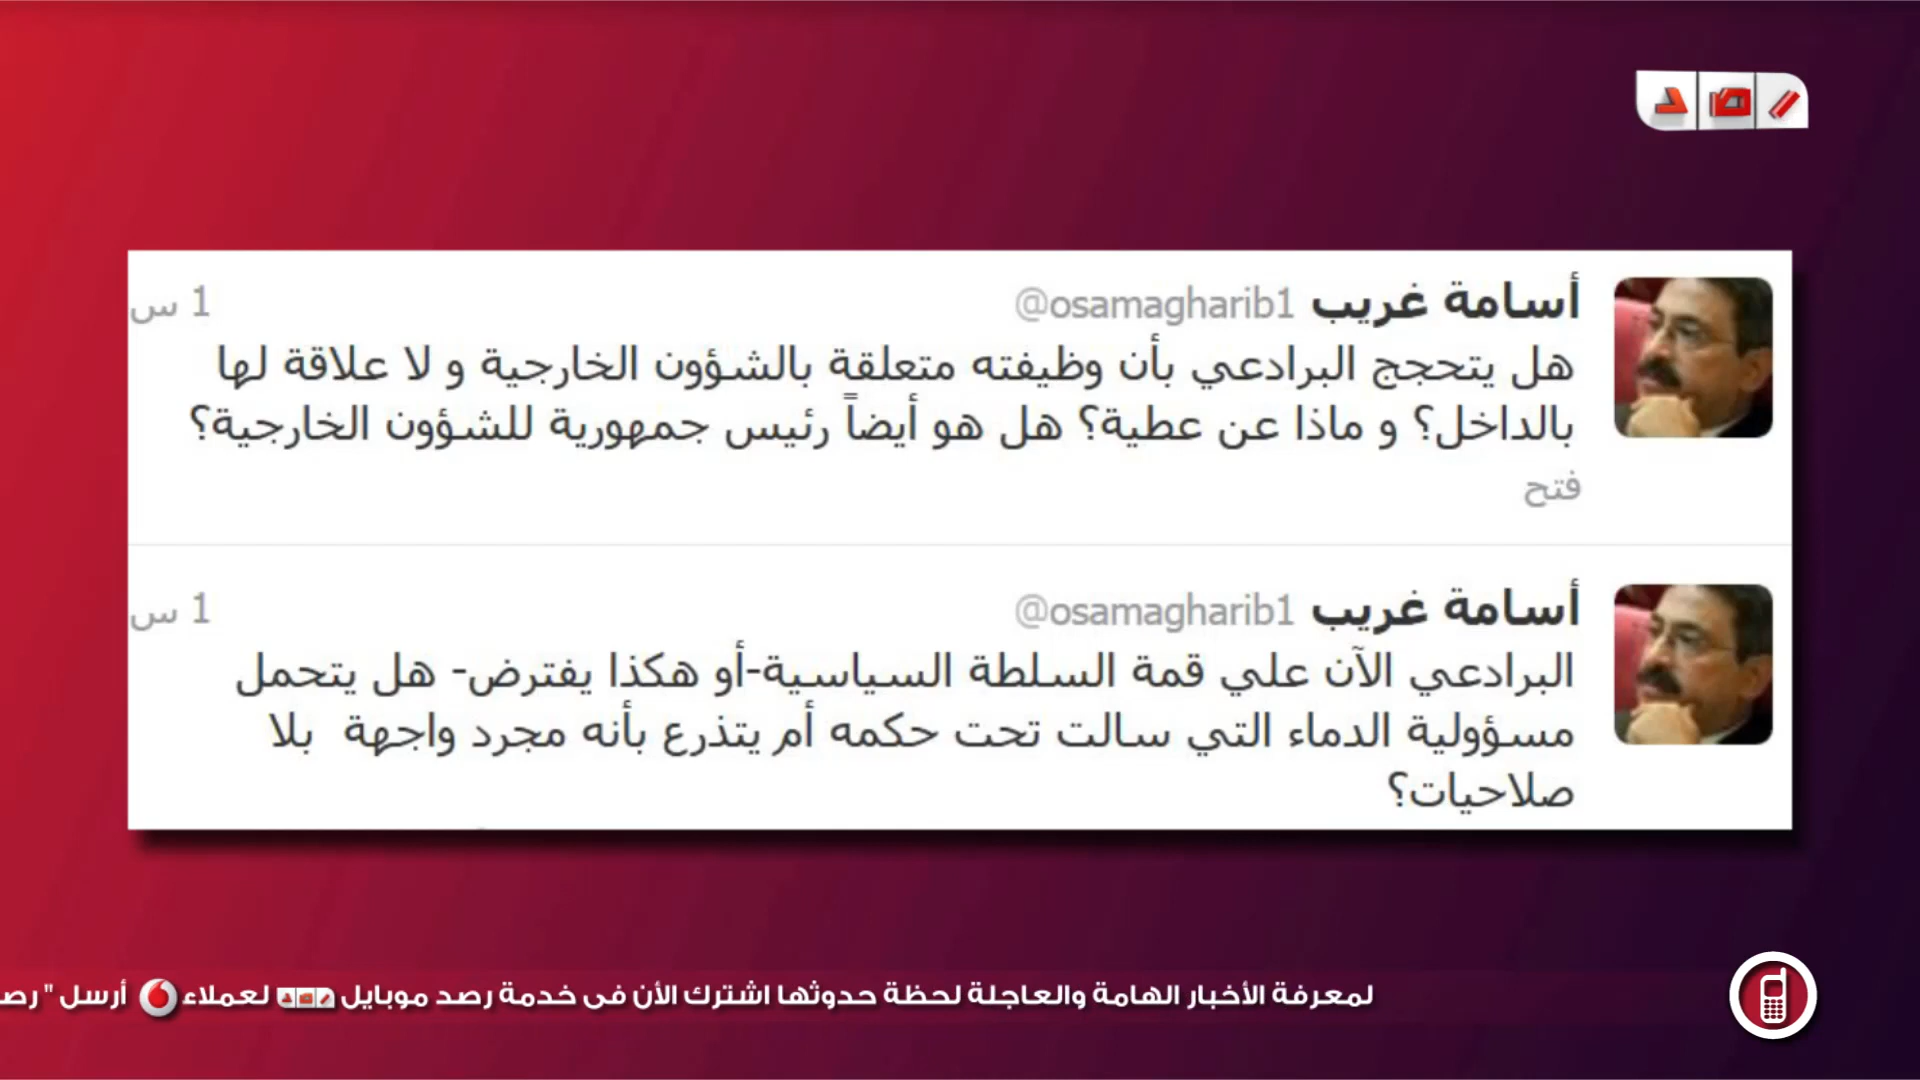 رصد
أسامة غريب @osamagharib1 1 س
هل يتحجج البرادعي بأن وظيفته متعلقة بالشؤون الخارجية و لا علاقة لها
بالداخل؟ و ماذا عن عطية؟ هل هو أيضاً رئيس جمهورية للشؤون الخارجية؟
فتح
أسامة غريب @osamagharib1 1 س
البرادعي الآن علي قمة السلطة السياسية-أو هكذا يفترض- هل يتحمل
مسؤولية الدماء التي سالت تحت حكمه أم يتذرع بأنه مجرد واجهة بلا
صلاحيات؟
لمعرفة الأخبار الهامة والعاجلة لحظة حدوثها اشترك الأن فى خدمة رصد موبايل رصد لعملاء أرسل " رصد